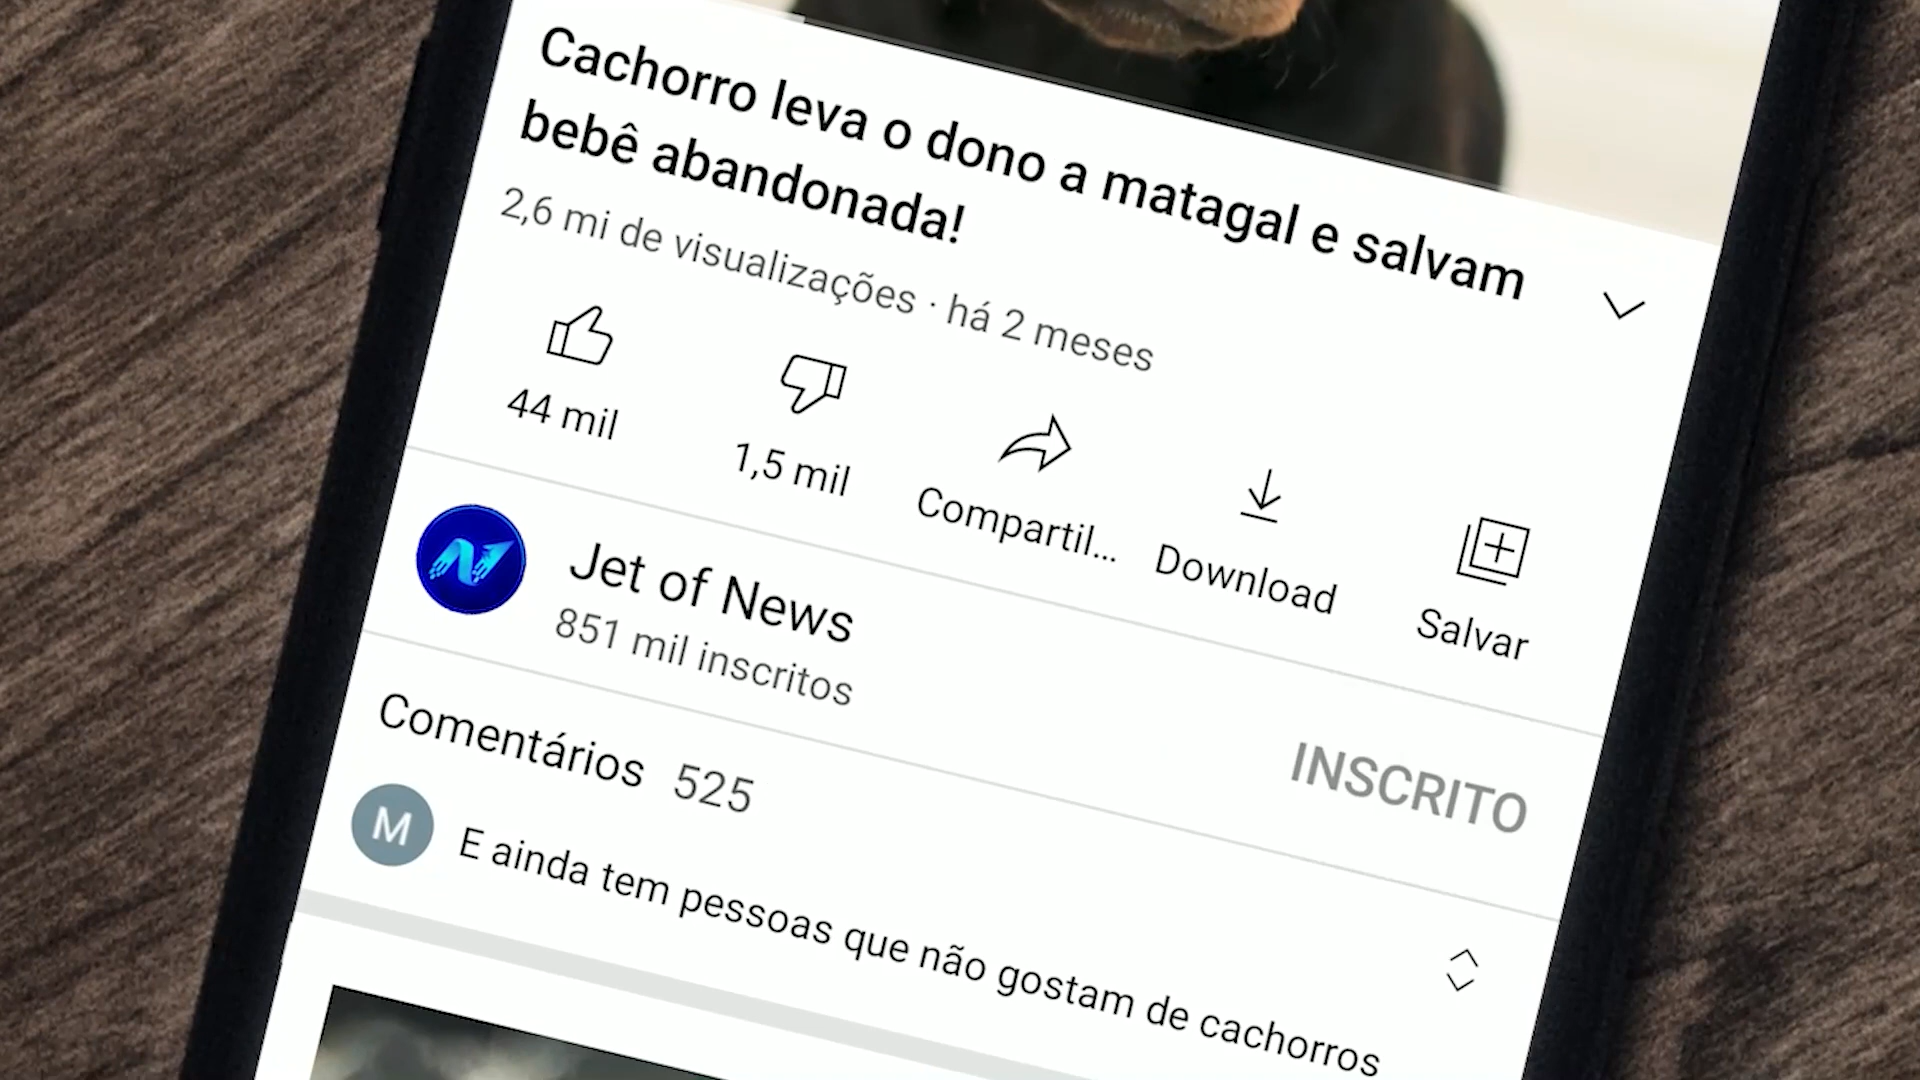 Cachorro leva o dono a matagal e salvam
bebê abandonada!
2,6 mi de visualizações · há 2 meses
44 mil
1,5 mil
Compartil...
Download
Salvar
Jet of News
851 mil inscritos
INSCRITO
Comentários 525
M
E ainda tem pessoas que não gostam de cachorros